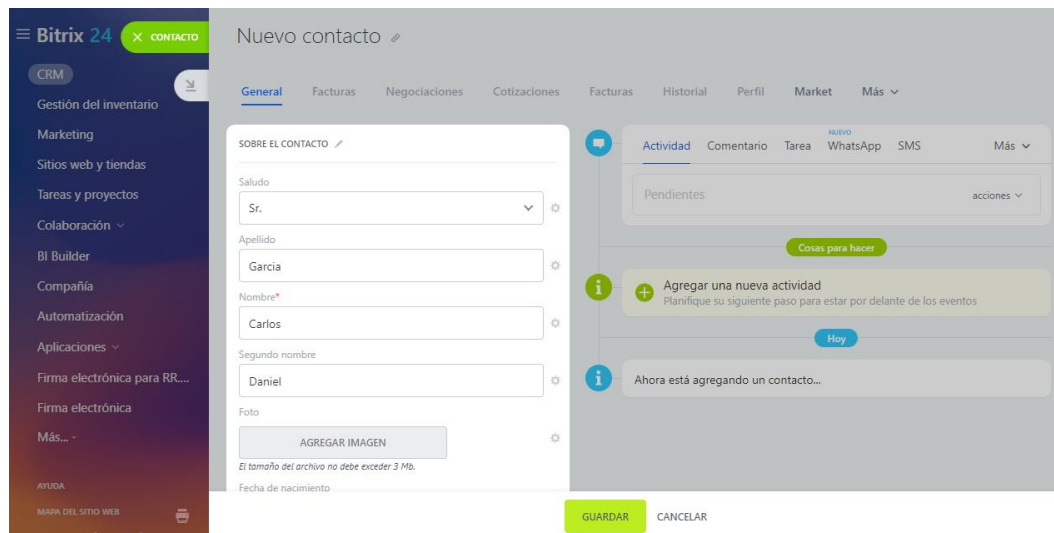 Bitrix 24
CONTACTO
CRM
Gestión del inventario
Marketing
Sitios web y tiendas
Tareas y proyectos
Colaboración
BI Builder
Compañía
Automatización
Aplicaciones
Firma electrónica para RR....
Firma electrónica
Más... -
AYUDA
MAPA DEL SITIO WEB
Nuevo contacto
General Facturas Negociaciones Cotizaciones Facturas Historial Perfil Market Más
SOBRE EL CONTACTO
Saludo
Sr.
Apellido
Garcia
Nombre*
Carlos
Segundo nombre
Daniel
Foto
AGREGAR IMAGEN
El tamaño del archivo no debe exceder 3 Mb.
Fecha de nacimiento
NUEVO
Actividad Comentario Tarea WhatsApp SMS Más
Pendientes acciones
Cosas para hacer
Agregar una nueva actividad
Planifique su siguiente paso para estar por delante de los eventos
Hoy
Ahora está agregando un contacto...
GUARDAR CANCELAR